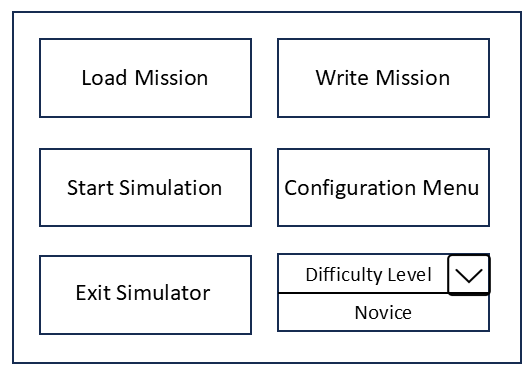 Load Mission
Write Mission
Start Simulation
Configuration Menu
Exit Simulator
Difficulty Level
Novice